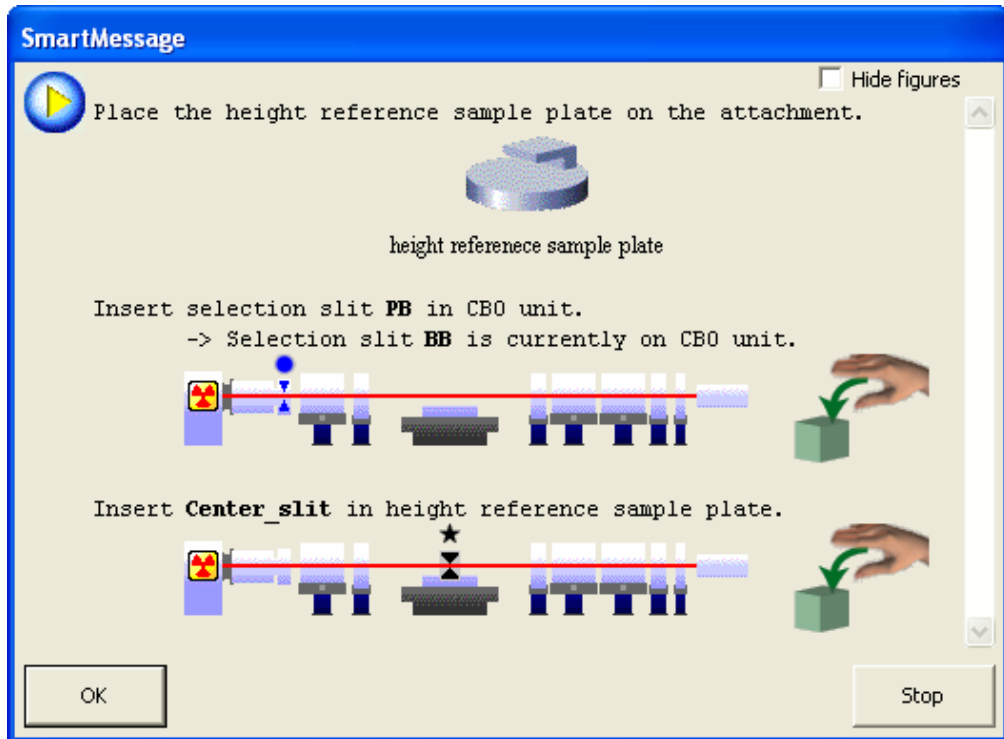 SmartMessage
Hide figures
Place the height reference sample plate on the attachment.
height referenece sample plate
Insert selection slit PB in CBO unit.
-> Selection slit BB is currently on CBO unit.
Insert Center_slit in height reference sample plate.
OK
Stop